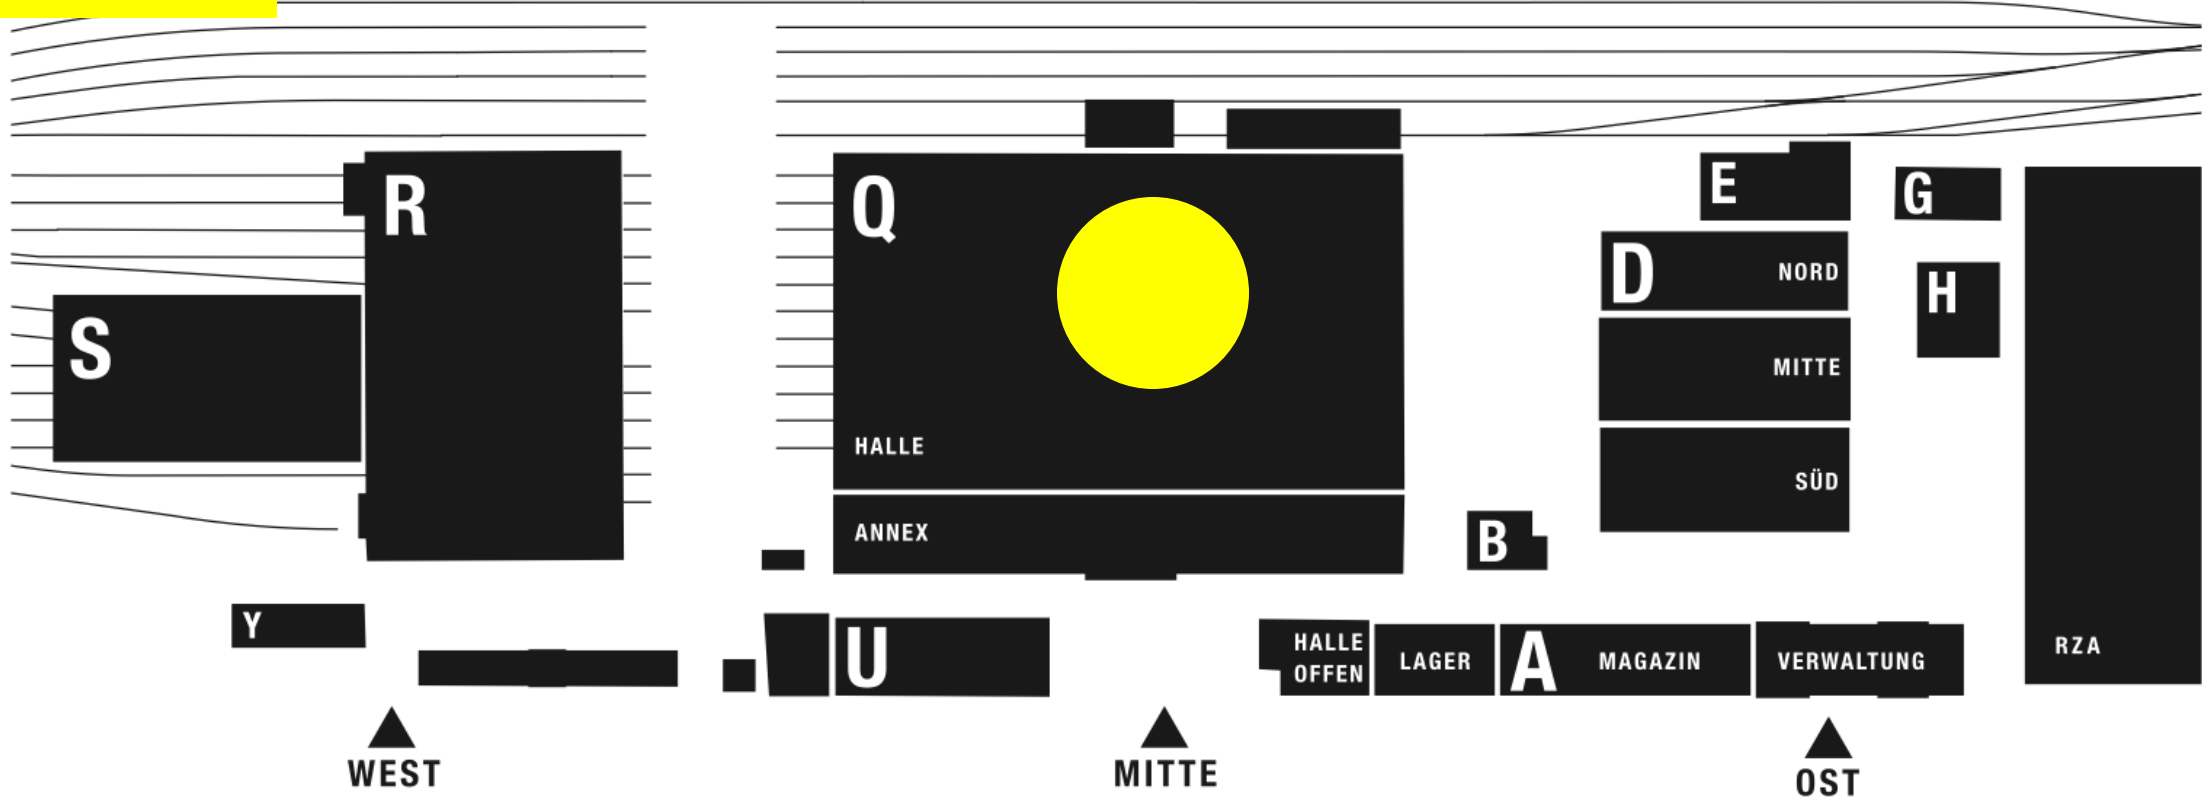 R
Q
E
G
D
NORD
H
S
MITTE
HALLE
SÜD
ANNEX
B
Y
U
HALLE
OFFEN
LAGER
A
MAGAZIN
VERWALTUNG
RZA
WEST
MITTE
OST